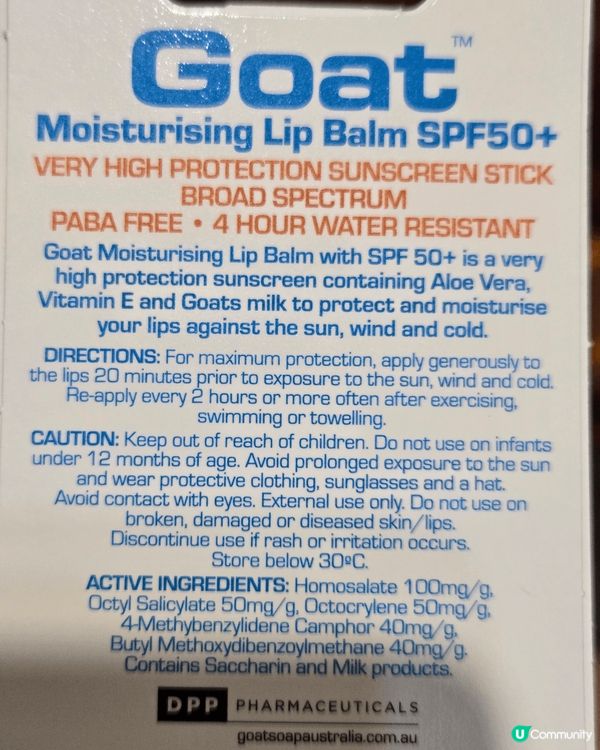 Goat™
Moisturising Lip Balm SPF50+
VERY HIGH PROTECTION SUNSCREEN STICK
BROAD SPECTRUM
PABA FREE • 4 HOUR WATER RESISTANT
Goat Moisturising Lip Balm with SPF 50+ is a very
high protection sunscreen containing Aloe Vera,
Vitamin E and Goats milk to protect and moisturise
your lips against the sun, wind and cold.
DIRECTIONS: For maximum protection, apply generously to
the lips 20 minutes prior to exposure to the sun, wind and cold.
Re-apply every 2 hours or more often after exercising,
swimming or towelling.
CAUTION: Keep out of reach of children. Do not use on infants
under 12 months of age. Avoid prolonged exposure to the sun
and wear protective clothing, sunglasses and a hat.
Avoid contact with eyes. External use only. Do not use on
broken, damaged or diseased skin/lips.
Discontinue use if rash or irritation occurs.
Store below 30ºC.
ACTIVE INGREDIENTS: Homosalate 100mg/g,
Octyl Salicylate 50mg/g, Octocrylene 50mg/g,
4-Methybenzylidene Camphor 40mg/g,
Butyl Methoxydibenzoylmethane 40mg/g.
Contains Saccharin and Milk products.
DPP PHARMACEUTICALS
goatsoapaustralia.com.au
U Community